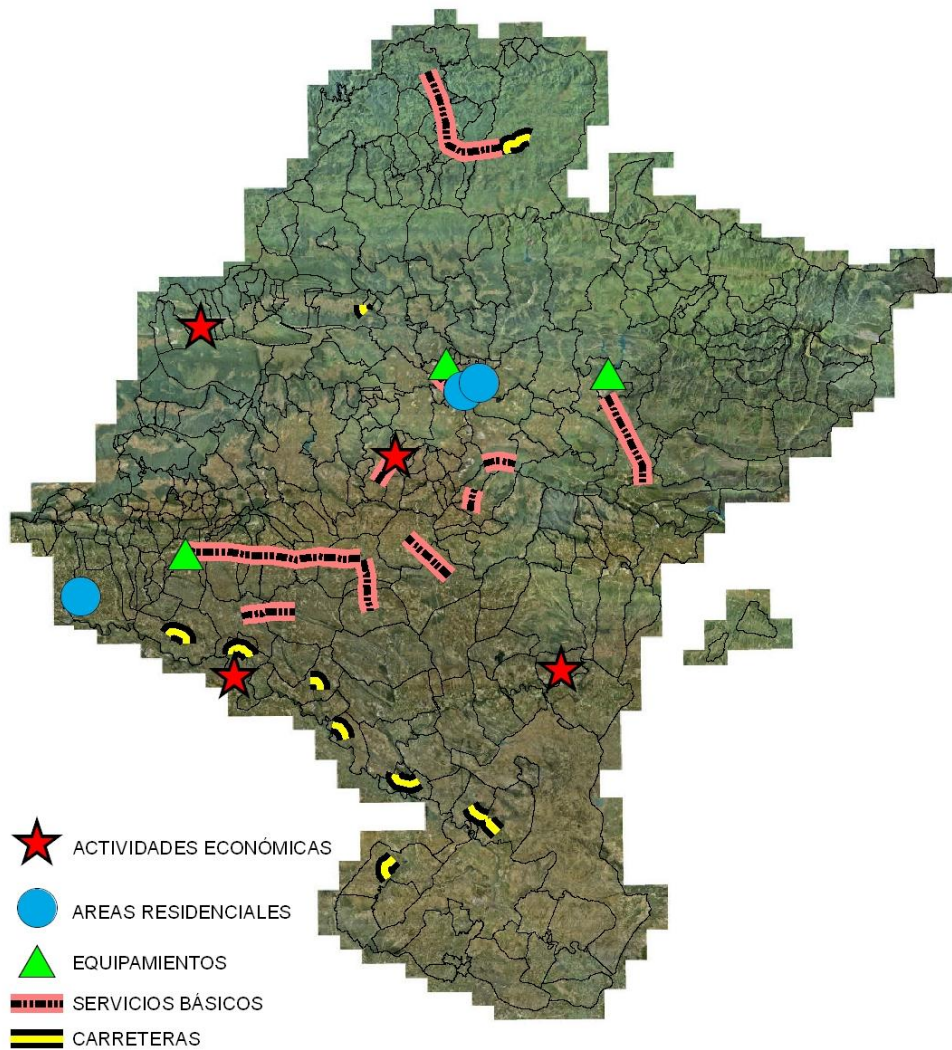 ACTIVIDADES ECONÓMICAS
AREAS RESIDENCIALES
EQUIPAMIENTOS
SERVICIOS BÁSICOS
CARRETERAS